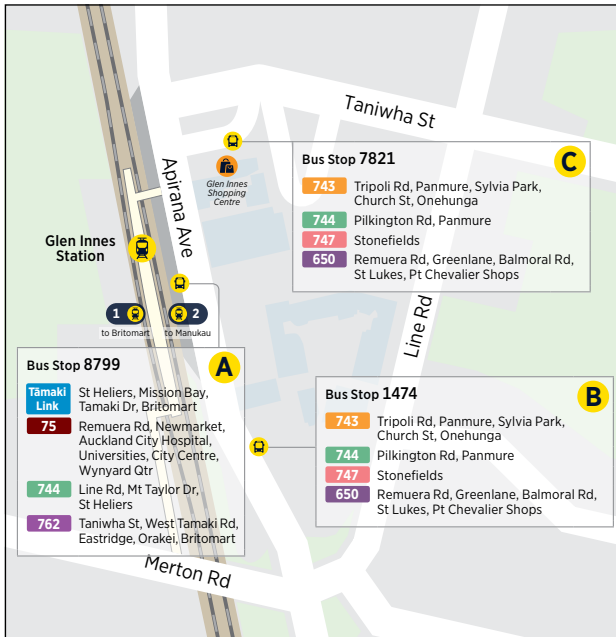 Taniwha St
Apirana Ave
Glen Innes
Shopping
Centre
Glen Innes
Station
1
2
to Britomart
to Manukau
Line Rd
Merton Rd
Bus Stop 7821
C
743 Tripoli Rd, Panmure, Sylvia Park,
Church St, Onehunga
744 Pilkington Rd, Panmure
747 Stonefields
650 Remuera Rd, Greenlane, Balmoral Rd,
St Lukes, Pt Chevalier Shops
Bus Stop 8799
A
Tāmaki
Link
St Heliers, Mission Bay,
Tamaki Dr, Britomart
75 Remuera Rd, Newmarket,
Auckland City Hospital,
Universities, City Centre,
Wynyard Qtr
744 Line Rd, Mt Taylor Dr,
St Heliers
762 Taniwha St, West Tamaki Rd,
Eastridge, Orakei, Britomart
Bus Stop 1474
B
743 Tripoli Rd, Panmure, Sylvia Park,
Church St, Onehunga
744 Pilkington Rd, Panmure
747 Stonefields
650 Remuera Rd, Greenlane, Balmoral Rd,
St Lukes, Pt Chevalier Shops